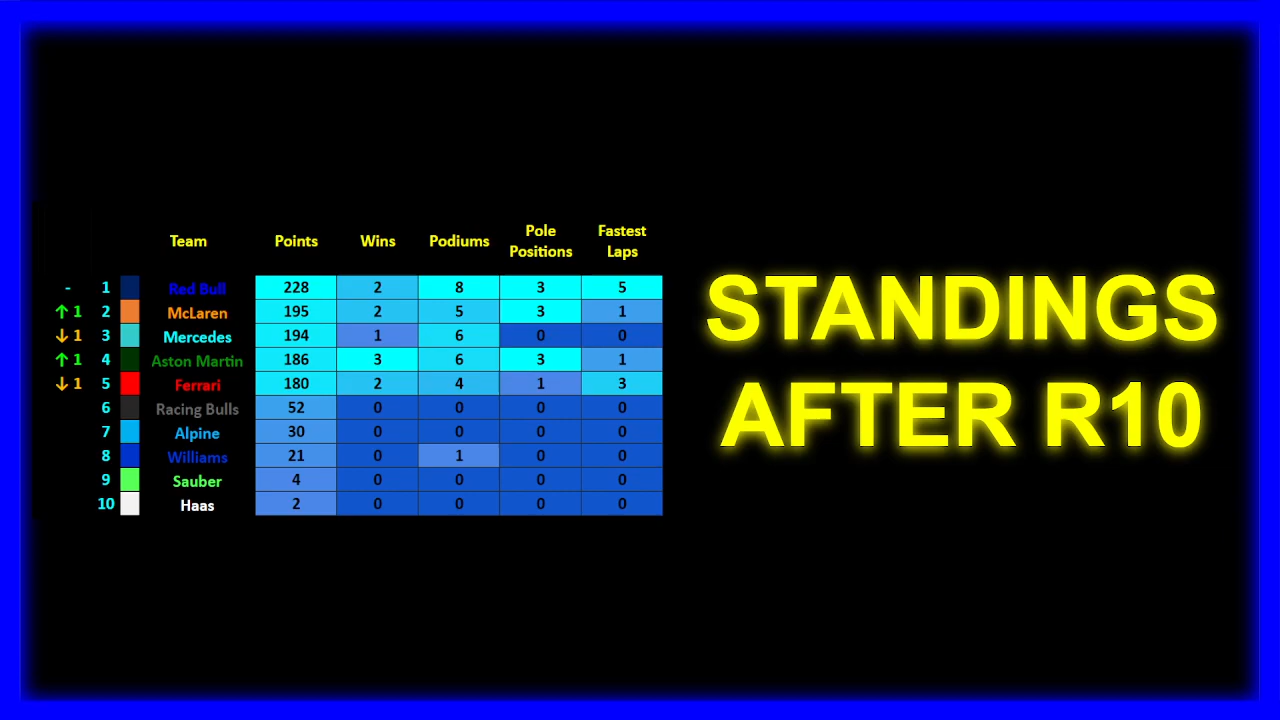 Team Points Wins Podiums Pole Positions Fastest Laps
- 1 Red Bull 228 2 8 3 5
↑ 1 2 McLaren 195 2 5 3 1
↓ 1 3 Mercedes 194 1 6 0 0
↑ 1 4 Aston Martin 186 3 6 3 1
↓ 1 5 Ferrari 180 2 4 1 3
6 Racing Bulls 52 0 0 0 0
7 Alpine 30 0 0 0 0
8 Williams 21 0 1 0 0
9 Sauber 4 0 0 0 0
10 Haas 2 0 0 0 0
STANDINGS
AFTER R10